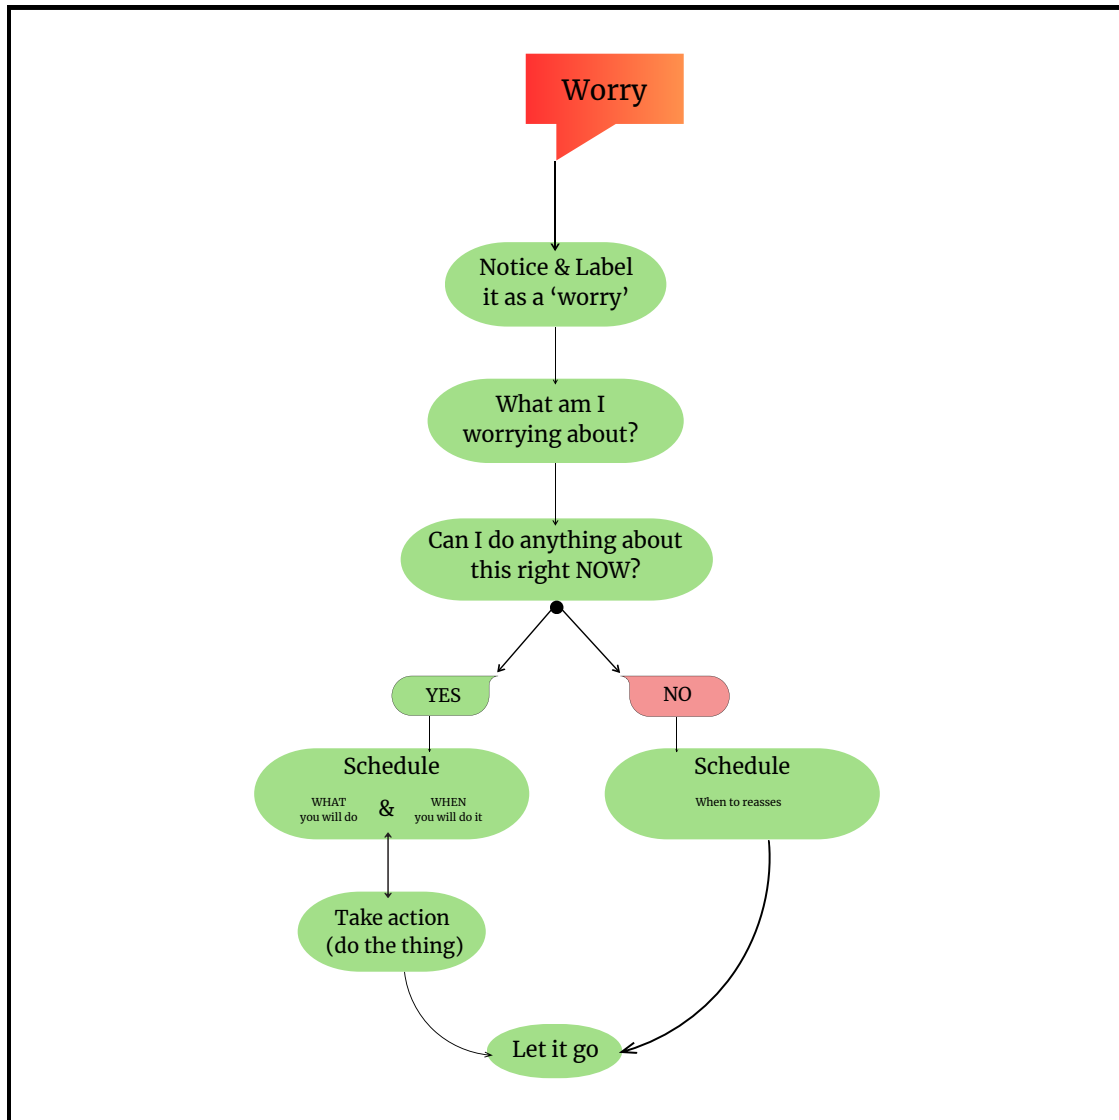 Worry
Notice & Label
it as a ‘worry’
What am I
worrying about?
Can I do anything about
this right NOW?
YES
NO
Schedule
WHAT
you will do
&
WHEN
you will do it
Schedule
When to reasses
Take action
(do the thing)
Let it go